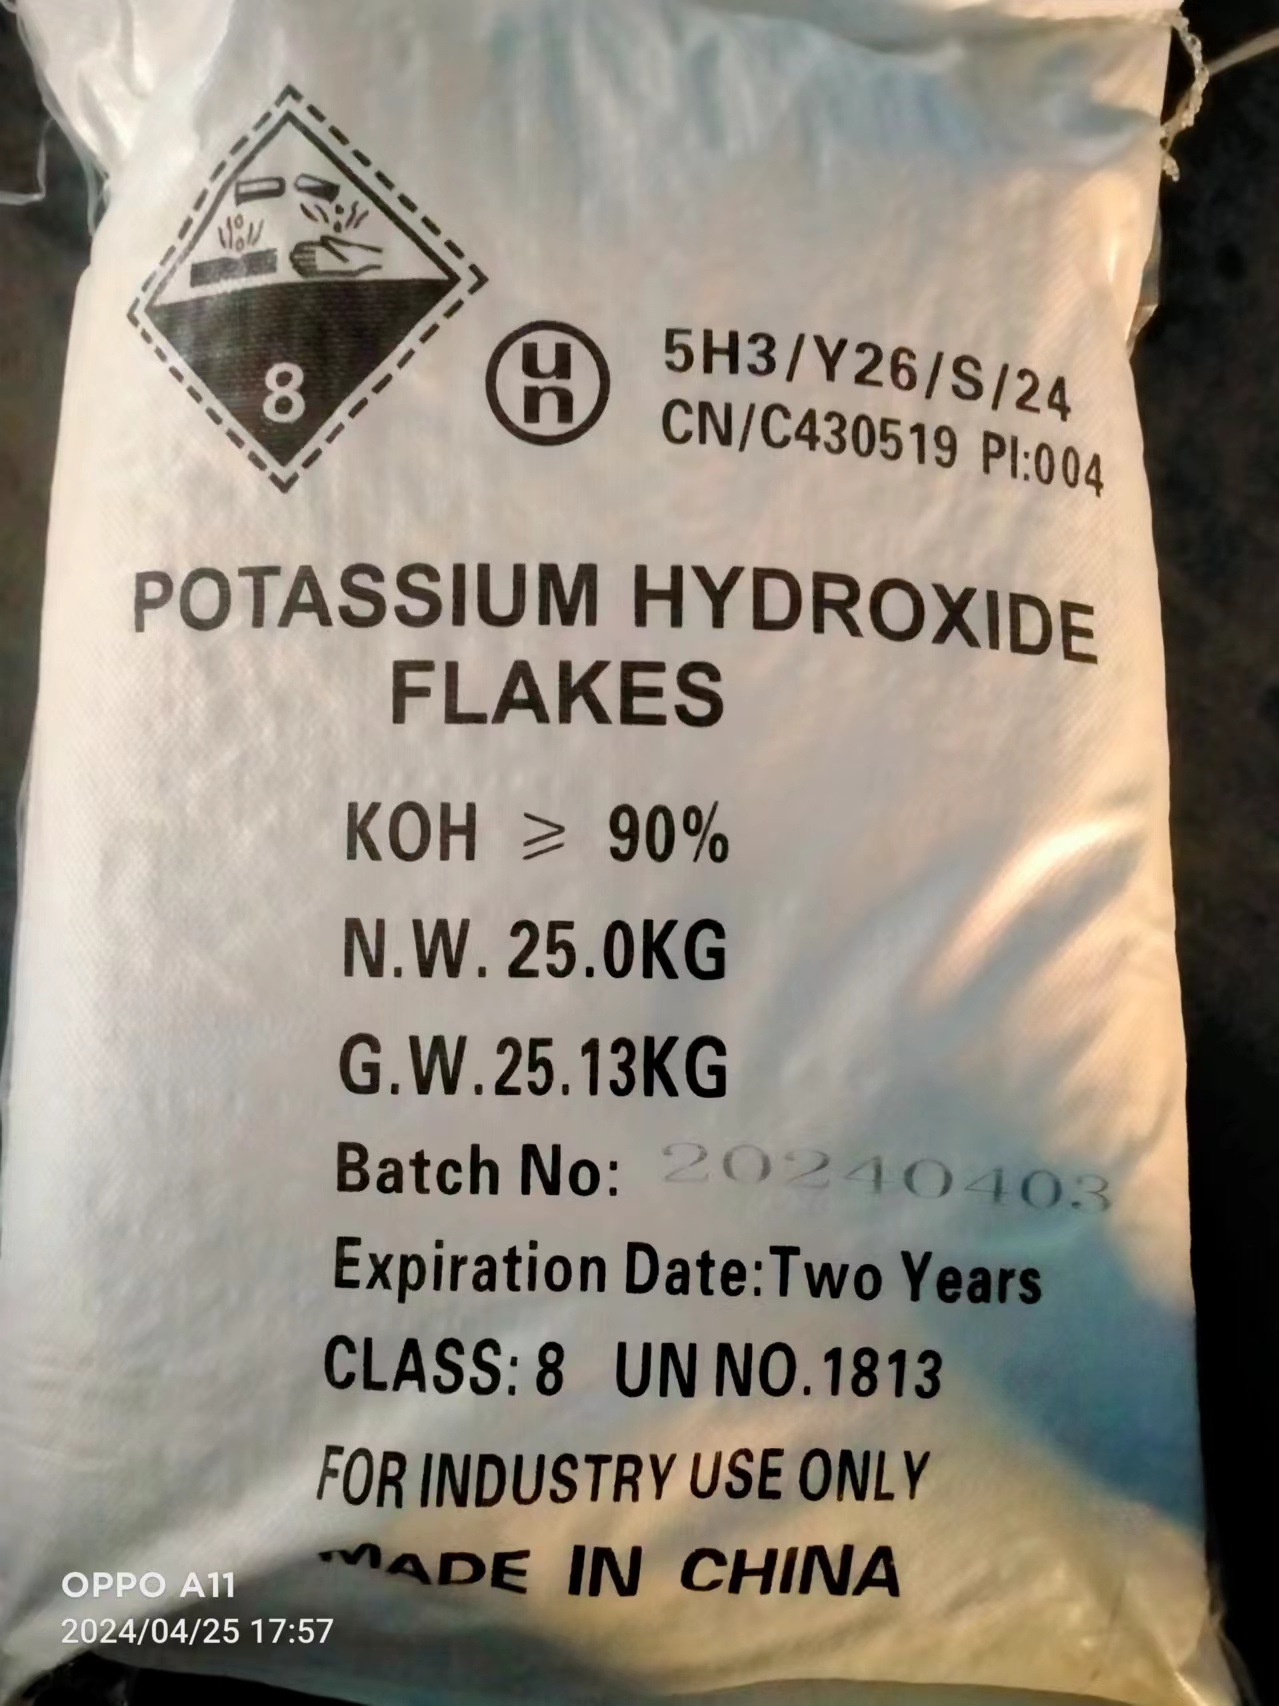 8
un
5H3/Y26/S/24
CN/C430519 PI:004
POTASSIUM HYDROXIDE
FLAKES
KOH ⩾ 90%
N.W. 25.0KG
G.W.25.13KG
Batch No: 20240403
Expiration Date:Two Years
CLASS: 8 UN NO.1813
FOR INDUSTRY USE ONLY
MADE IN CHINA
OPPO A11
2024/04/25 17:57